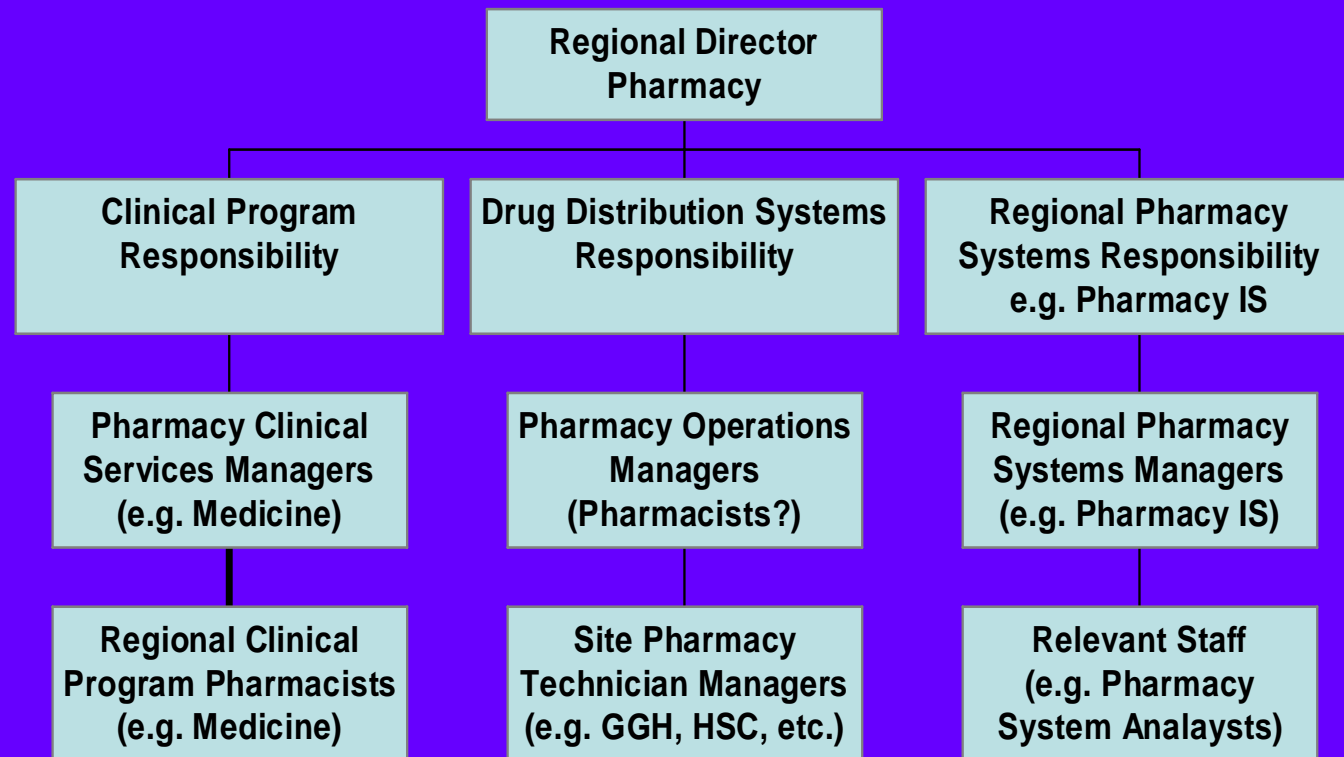 Regional Director
Pharmacy
Clinical Program
Responsibility
Drug Distribution Systems
Responsibility
Regional Pharmacy
Systems Responsibility
e.g. Pharmacy IS
Pharmacy Clinical
Services Managers
(e.g. Medicine)
Pharmacy Operations
Managers
(Pharmacists?)
Regional Pharmacy
Systems Managers
(e.g. Pharmacy IS)
Regional Clinical
Program Pharmacists
(e.g. Medicine)
Site Pharmacy
Technician Managers
(e.g. GGH, HSC, etc.)
Relevant Staff
(e.g. Pharmacy
System Analaysts)